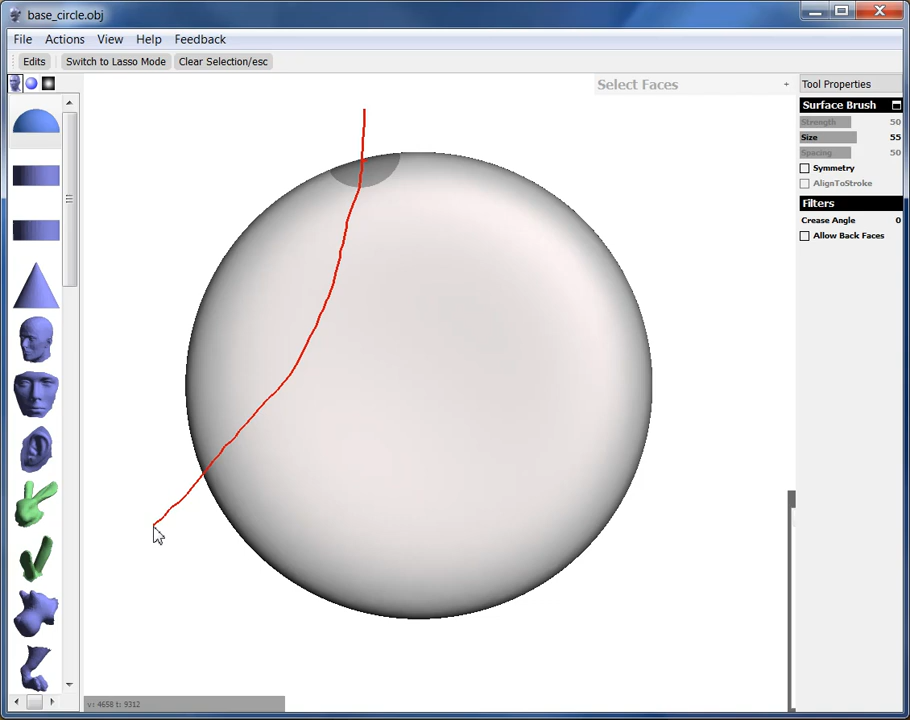 base_circle.obj
File Actions View Help Feedback
Edits Switch to Lasso Mode Clear Selection/esc
Select Faces +
Tool Properties
Surface Brush
Strength 50
Size 55
Spacing 50
Symmetry
AlignToStroke
Filters
Crease Angle 0
Allow Back Faces
v: 4658 t: 9312